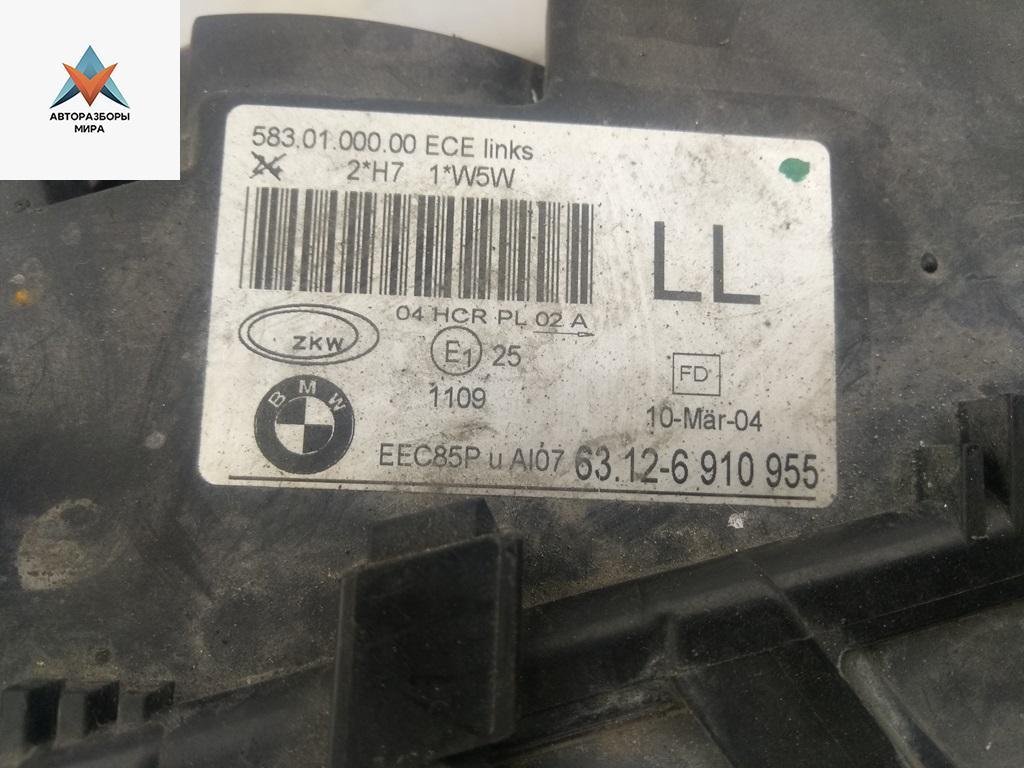 АВТОРАЗБОРЫ
МИРА
583.01.000.00 ECE links
2*H7 1*W5W
LL
04 HCR PL 02 A
ZKW
E1 25
FD
1109
10-Mär-04
BMW
EEC85P u AI07 63.12-6 910 955